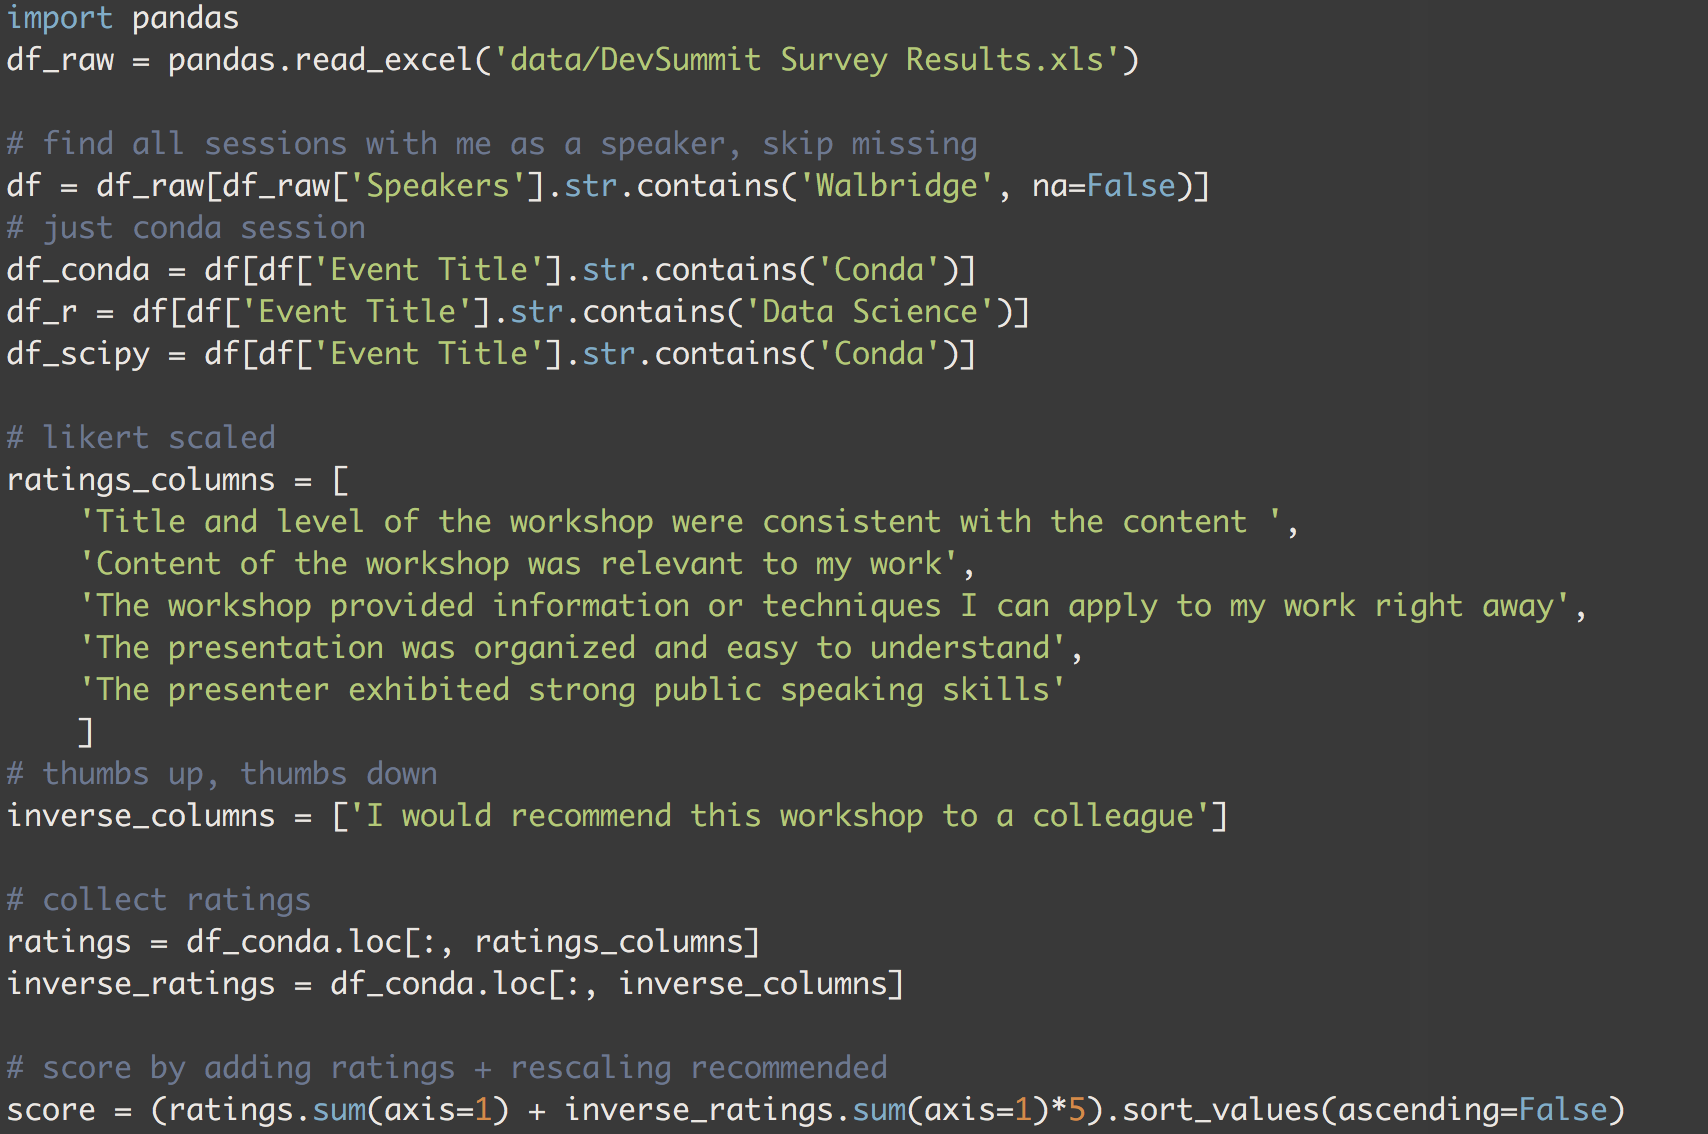 import pandas
df_raw = pandas.read_excel('data/DevSummit Survey Results.xls')

# find all sessions with me as a speaker, skip missing
df = df_raw[df_raw['Speakers'].str.contains('Walbridge', na=False)]
# just conda session
df_conda = df[df['Event Title'].str.contains('Conda')]
df_r = df[df['Event Title'].str.contains('Data Science')]
df_scipy = df[df['Event Title'].str.contains('Conda')]

# likert scaled
ratings_columns = [
    'Title and level of the workshop were consistent with the content ',
    'Content of the workshop was relevant to my work',
    'The workshop provided information or techniques I can apply to my work right away',
    'The presentation was organized and easy to understand',
    'The presenter exhibited strong public speaking skills'
    ]
# thumbs up, thumbs down
inverse_columns = ['I would recommend this workshop to a colleague']

# collect ratings
ratings = df_conda.loc[:, ratings_columns]
inverse_ratings = df_conda.loc[:, inverse_columns]

# score by adding ratings + rescaling recommended
score = (ratings.sum(axis=1) + inverse_ratings.sum(axis=1)*5).sort_values(ascending=False)